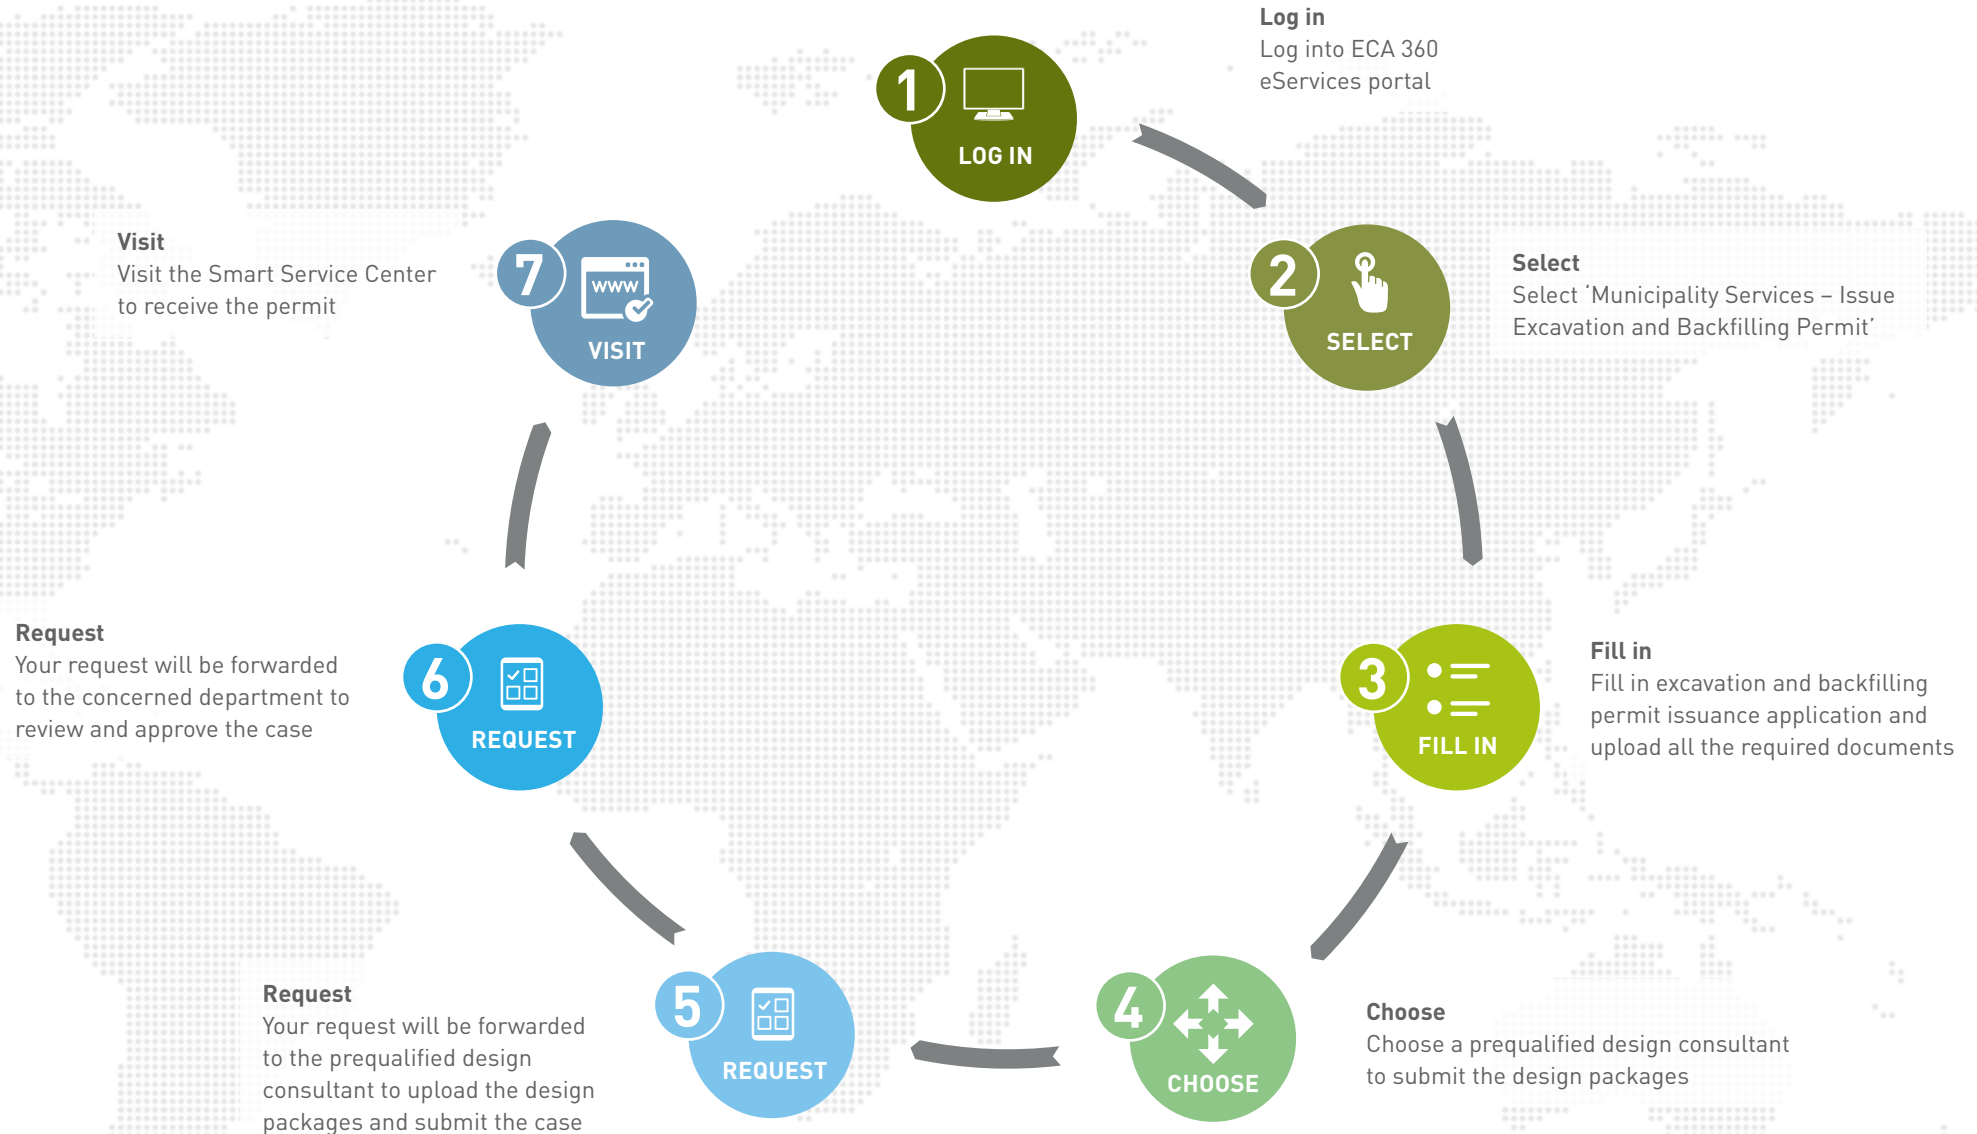 1
LOG IN
Log in
Log into ECA 360
eServices portal
2
SELECT
Select
Select ‘Municipality Services – Issue
Excavation and Backfilling Permit’
3
FILL IN
Fill in
Fill in excavation and backfilling
permit issuance application and
upload all the required documents
4
CHOOSE
Choose
Choose a prequalified design consultant
to submit the design packages
5
REQUEST
Request
Your request will be forwarded
to the prequalified design
consultant to upload the design
packages and submit the case
6
REQUEST
Request
Your request will be forwarded
to the concerned department to
review and approve the case
7
WWW
VISIT
Visit
Visit the Smart Service Center
to receive the permit